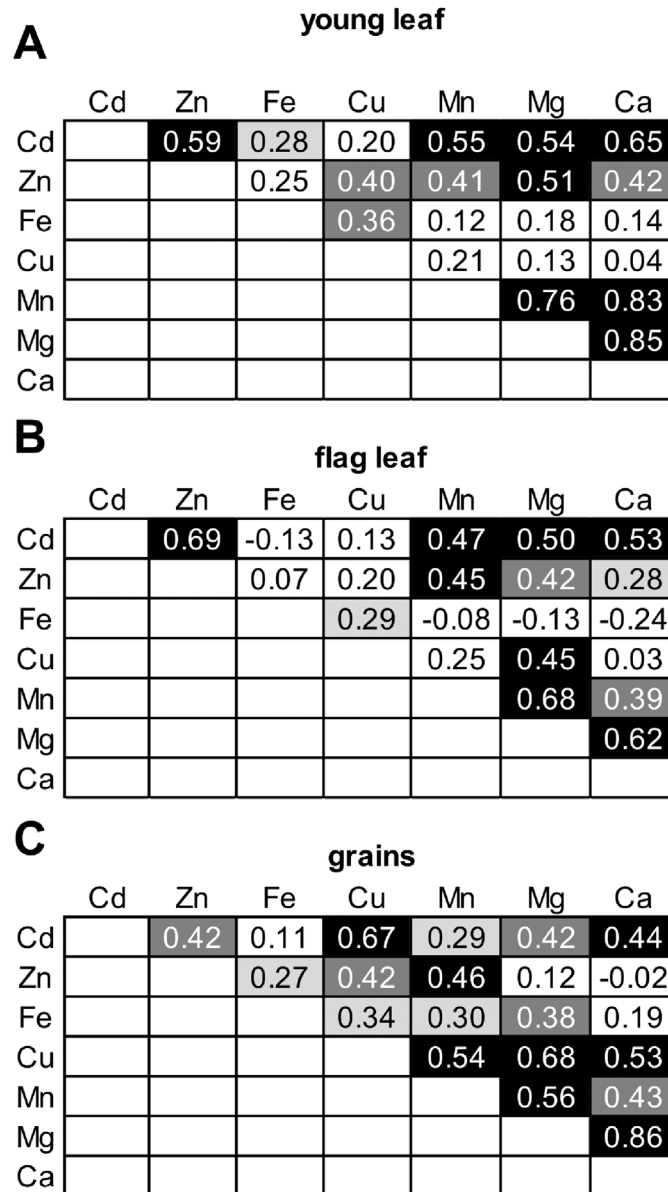 young leaf
A
Cd Zn Fe Cu Mn Mg Ca
Cd 0.59 0.28 0.20 0.55 0.54 0.65
Zn 0.25 0.40 0.41 0.51 0.42
Fe 0.36 0.12 0.18 0.14
Cu 0.21 0.13 0.04
Mn 0.76 0.83
Mg 0.85
Ca
B
flag leaf
Cd Zn Fe Cu Mn Mg Ca
Cd 0.69 -0.13 0.13 0.47 0.50 0.53
Zn 0.07 0.20 0.45 0.42 0.28
Fe 0.29 -0.08 -0.13 -0.24
Cu 0.25 0.45 0.03
Mn 0.68 0.39
Mg 0.62
Ca
C
grains
Cd Zn Fe Cu Mn Mg Ca
Cd 0.42 0.11 0.67 0.29 0.42 0.44
Zn 0.27 0.42 0.46 0.12 -0.02
Fe 0.34 0.30 0.38 0.19
Cu 0.54 0.68 0.53
Mn 0.56 0.43
Mg 0.86
Ca